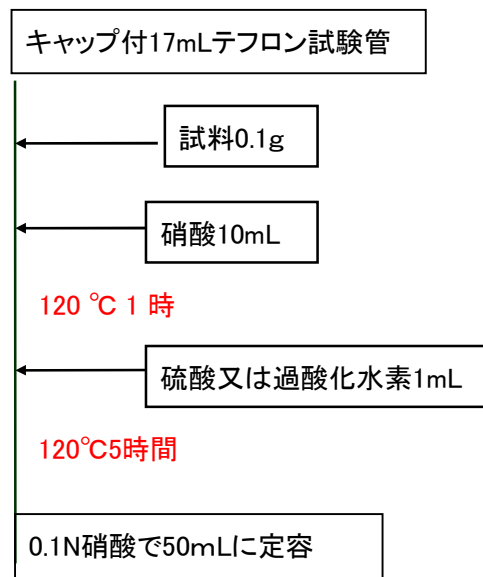 キャップ付17mLテフロン試験管
試料0.1g
硝酸10mL
120 ℃ 1 時
硫酸又は過酸化水素1mL
120℃5時間
0.1N硝酸で50mLに定容